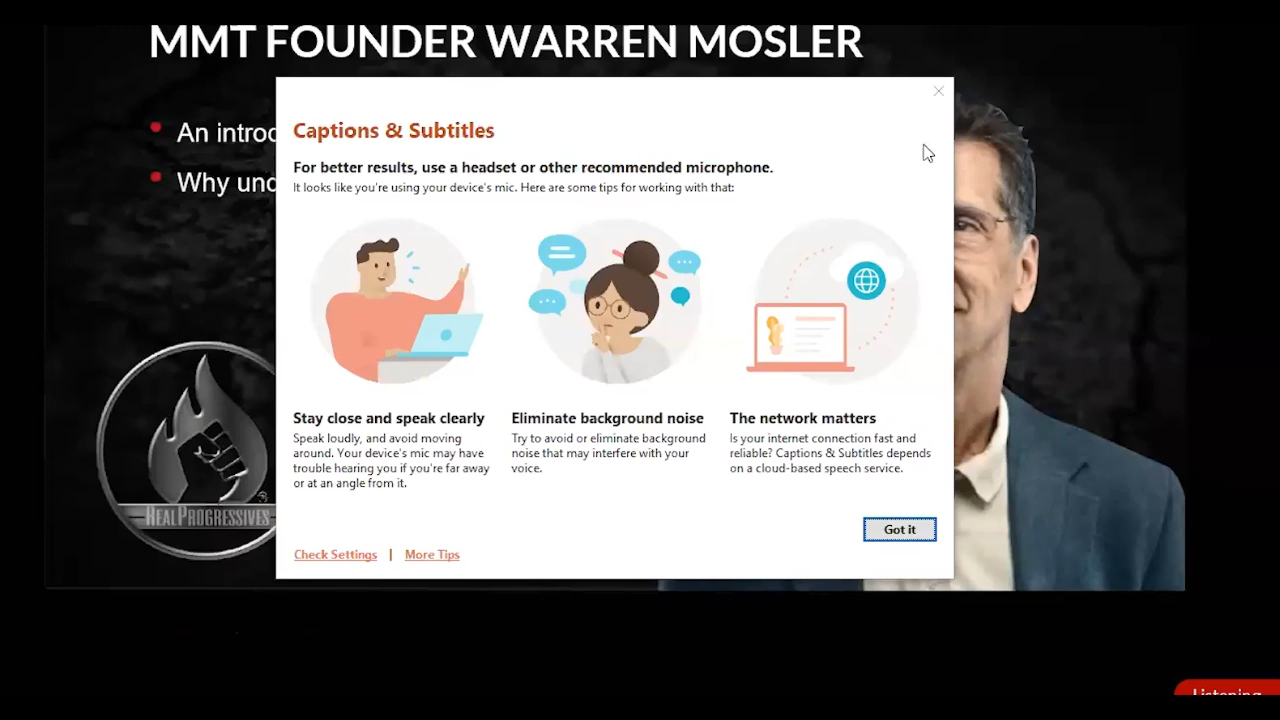 MMT FOUNDER WARREN MOSLER
An introd
Why und
Captions & Subtitles
For better results, use a headset or other recommended microphone.
It looks like you're using your device's mic. Here are some tips for working with that:
Stay close and speak clearly
Speak loudly, and avoid moving
around. Your device's mic may have
trouble hearing you if you're far away
or at an angle from it.
Eliminate background noise
Try to avoid or eliminate background
noise that may interfere with your
voice.
The network matters
Is your internet connection fast and
reliable? Captions & Subtitles depends
on a cloud-based speech service.
Got it
Check Settings | More Tips
REALPROGRESSIVES
Listening